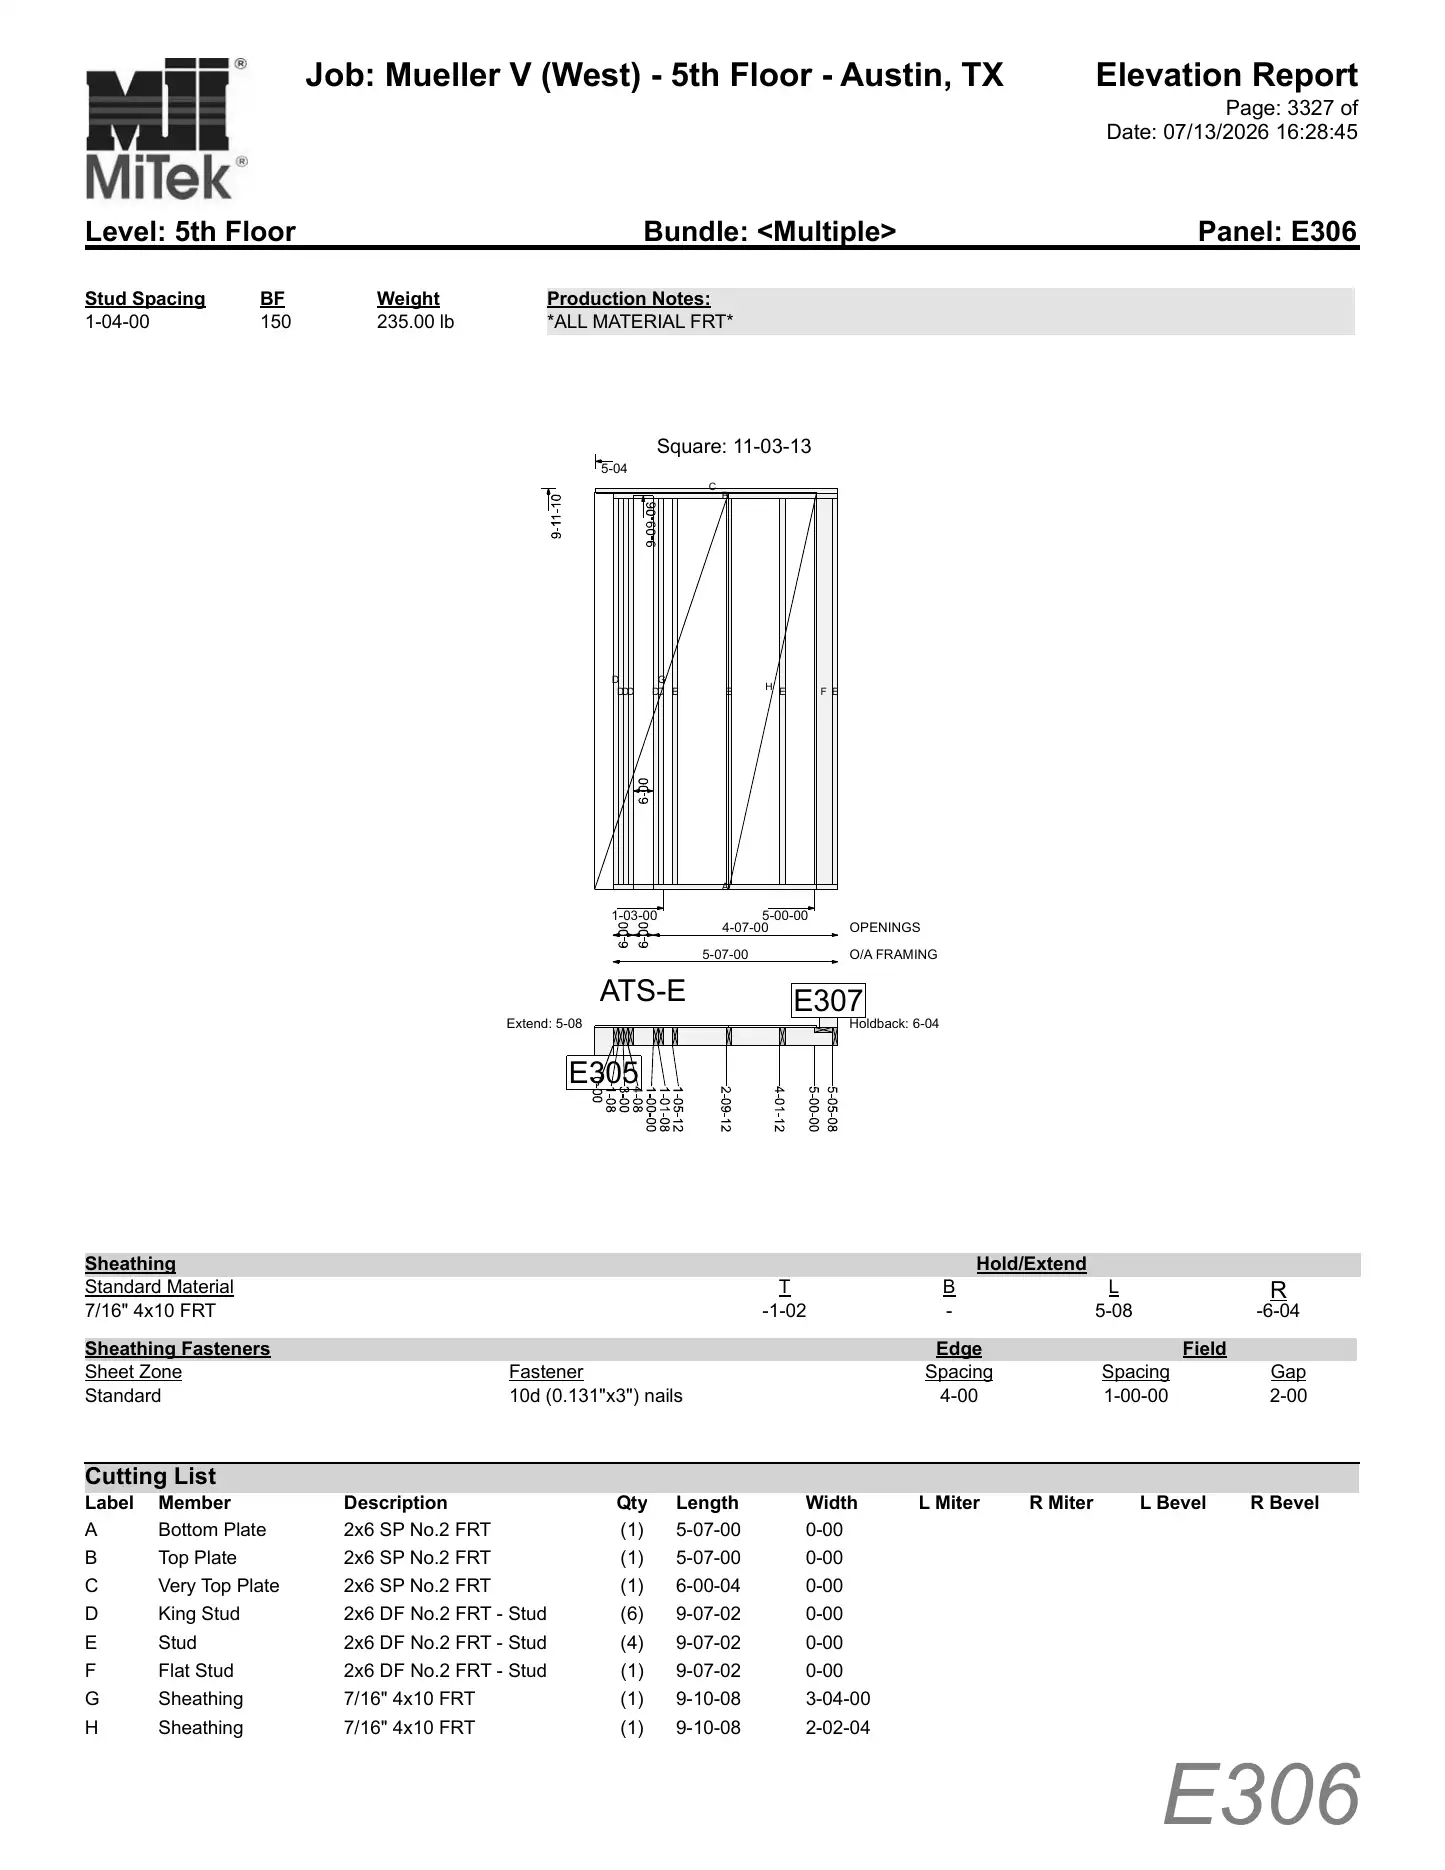 Job: Mueller V (West) - 5th Floor - Austin, TX
Elevation Report
Page: 3327 of
Date: 07/13/2026 16:28:45
MiTek®
Level: 5th Floor Bundle: <Multiple> Panel: E306
Stud Spacing BF Weight Production Notes:
1-04-00 150 235.00 lb *ALL MATERIAL FRT*
Square: 11-03-13
5-04
C
B
9-11-10
9-09-06
D G
D D D D D E E H E F E
9-00
A
1-03-00 5-00-00
9-00 9-00 4-07-00 OPENINGS
5-07-00 O/A FRAMING
ATS-E
E307
Extend: 5-08 Holdback: 6-04
E305
1-08 3-00 4-08 1-00-00 1-01-08 1-05-12 2-09-12 4-01-12 5-00-00 5-05-08
Sheathing Hold/Extend
Standard Material T B L R
7/16" 4x10 FRT -1-02 - 5-08 -6-04
Sheathing Fasteners Edge Field
Sheet Zone Fastener Spacing Spacing Gap
Standard 10d (0.131"x3") nails 4-00 1-00-00 2-00
Cutting List
Label Member Description Qty Length Width L Miter R Miter L Bevel R Bevel
A Bottom Plate 2x6 SP No.2 FRT (1) 5-07-00 0-00
B Top Plate 2x6 SP No.2 FRT (1) 5-07-00 0-00
C Very Top Plate 2x6 SP No.2 FRT (1) 6-00-04 0-00
D King Stud 2x6 DF No.2 FRT - Stud (6) 9-07-02 0-00
E Stud 2x6 DF No.2 FRT - Stud (4) 9-07-02 0-00
F Flat Stud 2x6 DF No.2 FRT - Stud (1) 9-07-02 0-00
G Sheathing 7/16" 4x10 FRT (1) 9-10-08 3-04-00
H Sheathing 7/16" 4x10 FRT (1) 9-10-08 2-02-04
E306